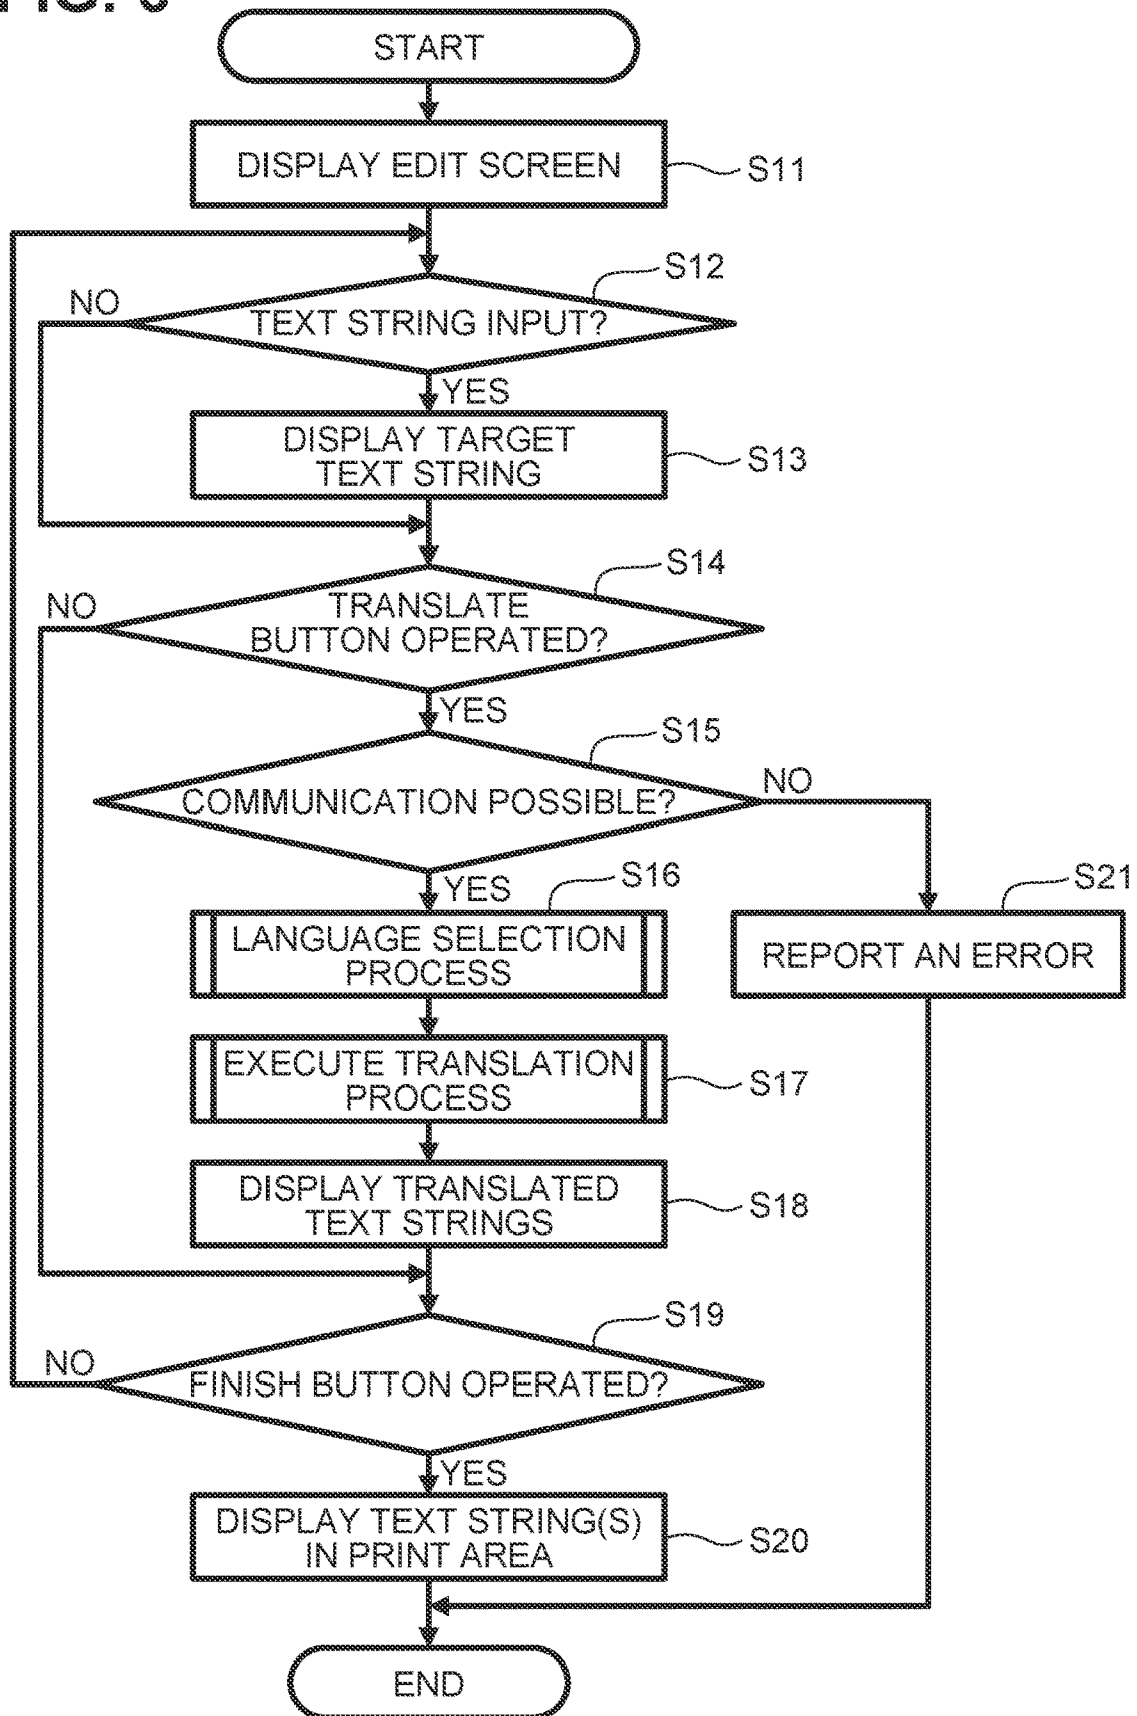 START
DISPLAY EDIT SCREEN
S11
S12
NO
TEXT STRING INPUT?
YES
DISPLAY TARGET
TEXT STRING
S13
S14
NO
TRANSLATE
BUTTON OPERATED?
YES
S15
NO
COMMUNICATION POSSIBLE?
YES
S16
S21
LANGUAGE SELECTION
PROCESS
REPORT AN ERROR
EXECUTE TRANSLATION
PROCESS
S17
DISPLAY TRANSLATED
TEXT STRINGS
S18
S19
NO
FINISH BUTTON OPERATED?
YES
DISPLAY TEXT STRING(S)
IN PRINT AREA
S20
END